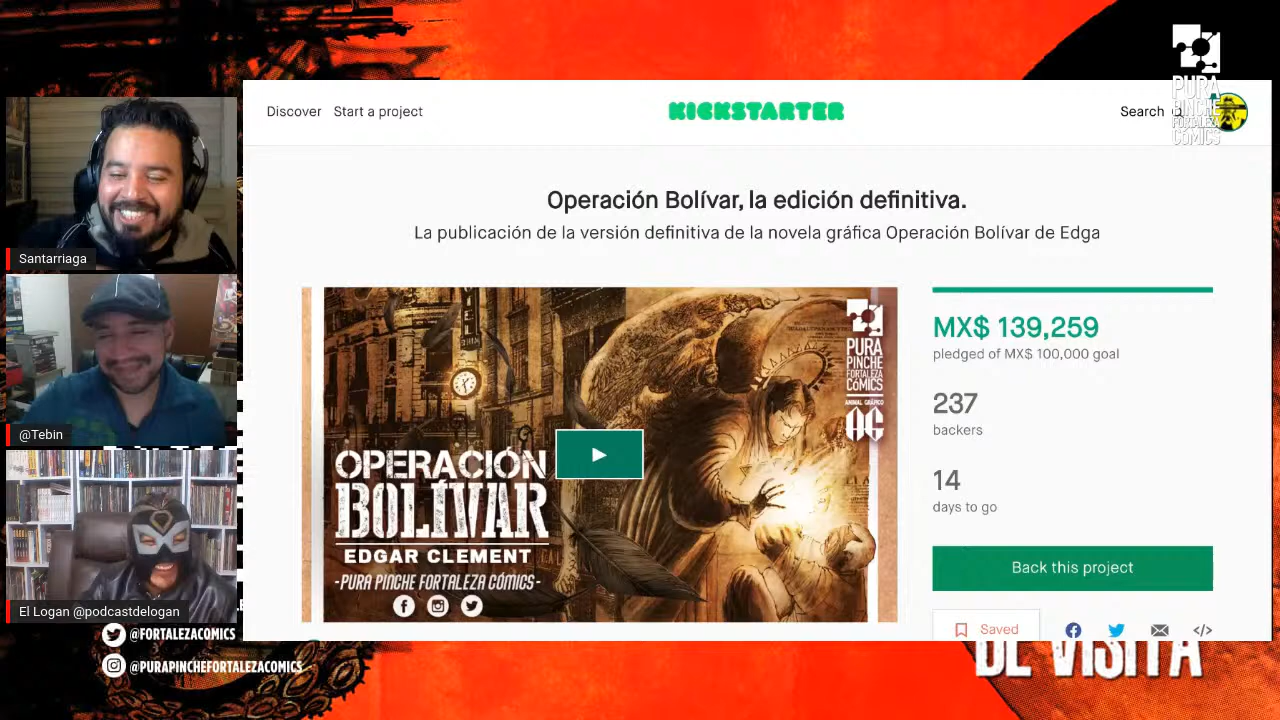 Discover Start a project
KICKSTARTER
Search
PURA
PINCHE
FORTALEZA
CÓMICS
Operación Bolívar, la edición definitiva.
La publicación de la versión definitiva de la novela gráfica Operación Bolívar de Edga
Santarriaga
@Tebin
El Logan @podcastdelogan
PURA
PINCHE
FORTALEZA
CÓMICS
ANIMAL GRÁFICO
AG
OPERACIÓN
BOLÍVAR
EDGAR CLEMENT
-PURA PINCHE FORTALEZA CÓMICS-
MX$ 139,259
pledged of MX$ 100,000 goal
237
backers
14
days to go
Back this project
Saved
@FORTALEZACOMICS
@PURAPINCHEFORTALEZACOMICS
DE VISITA